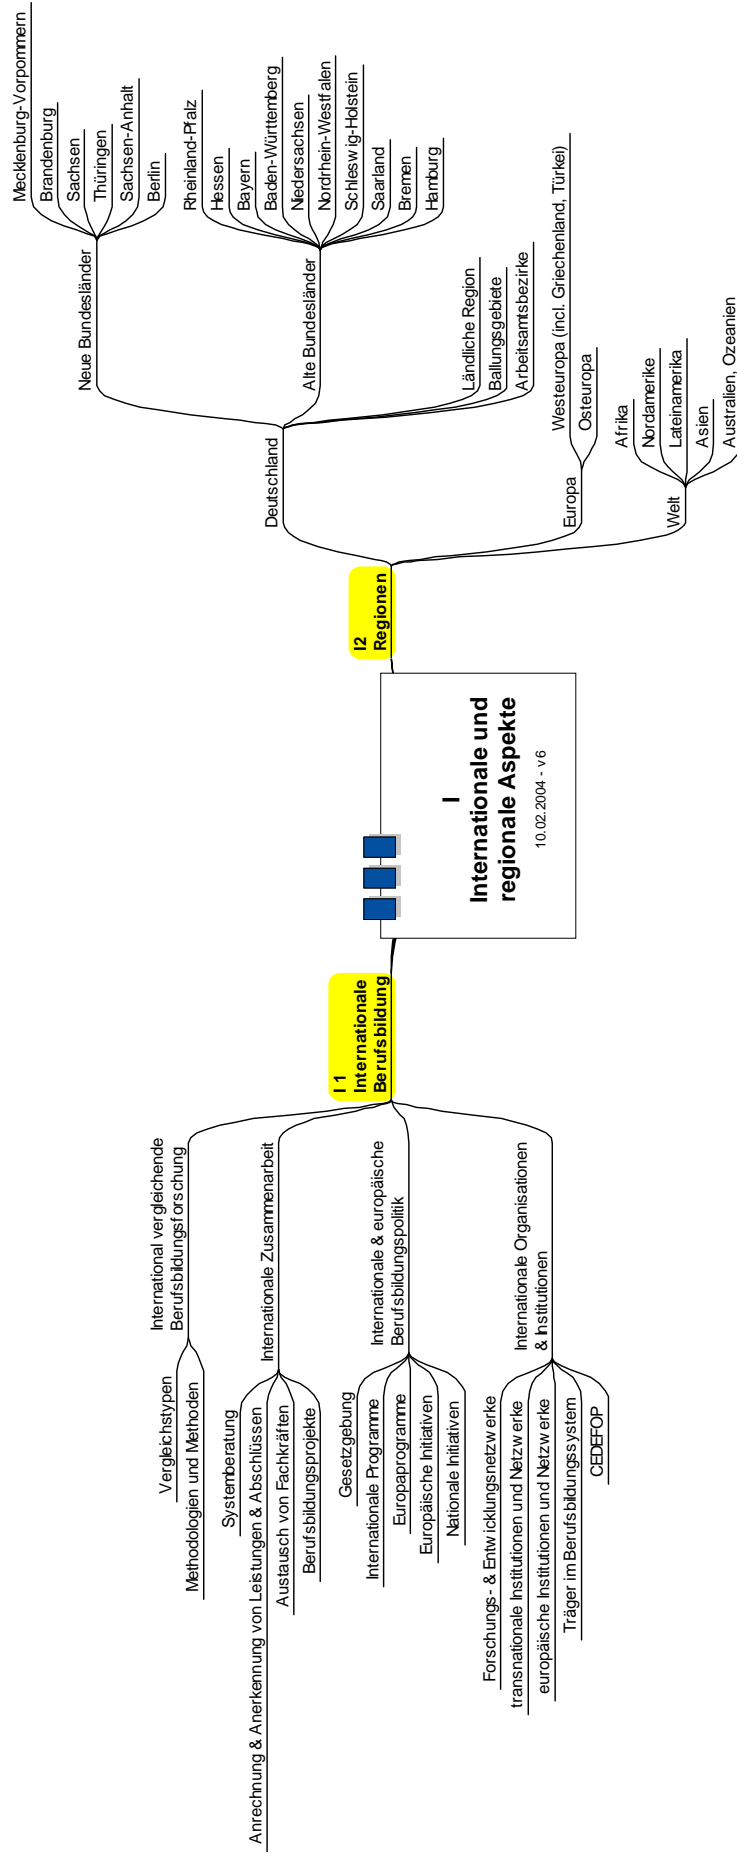 I
Internationale und
regionale Aspekte
10.02.2004 - v6
I 1
Internationale
Berufsbildung
International vergleichende
Berufsbildungsforschung
Vergleichstypen
Methodologien und Methoden
Internationale Zusammenarbeit
Systemberatung
Anrechnung & Anerkennung von Leistungen & Abschlüssen
Austausch von Fachkräften
Berufsbildungsprojekte
Internationale & europäische
Berufsbildungspolitik
Gesetzgebung
Internationale Programme
Europaprogramme
Europäische Initiativen
Nationale Initiativen
Internationale Organisationen
& Institutionen
Forschungs- & Entwicklungsnetzwerke
transnationale Institutionen und Netzwerke
europäische Institutionen und Netzwerke
Träger im Berufsbildungssystem
CEDEFOP
I2
Regionen
Deutschland
Neue Bundesländer
Mecklenburg-Vorpommern
Brandenburg
Sachsen
Thüringen
Sachsen-Anhalt
Berlin
Alte Bundesländer
Rheinland-Pfalz
Hessen
Bayern
Baden-Württemberg
Niedersachsen
Nordrhein-Westfalen
Schleswig-Holstein
Saarland
Bremen
Hamburg
Ländliche Region
Ballungsgebiete
Arbeitsamtsbezirke
Europa
Westeuropa (incl. Griechenland, Türkei)
Osteuropa
Welt
Afrika
Nordamerike
Lateinamerika
Asien
Australien, Ozeanien